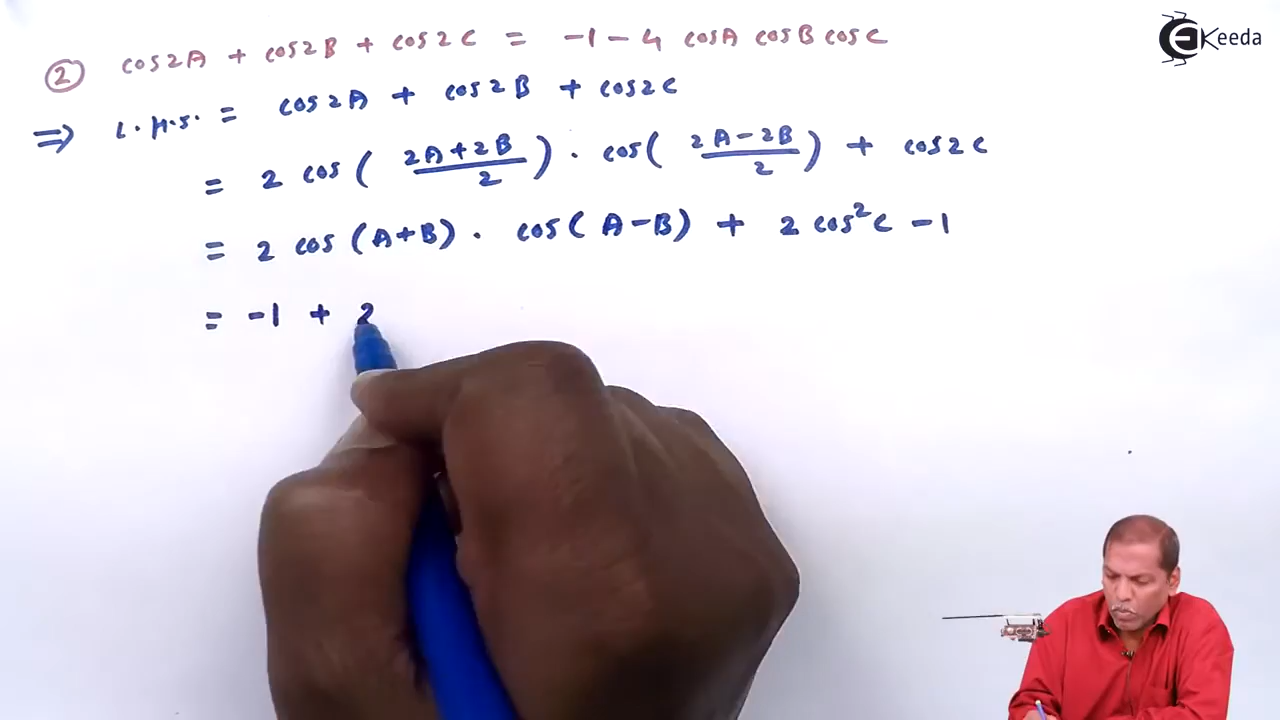 ② cos2A + cos2B + cos2C = -1 - 4 cosA cosB cosC
EKeeda
⇒ L.H.S. = cos2A + cos2B + cos2C
= 2 cos( (2A+2B)/2 ) · cos( (2A-2B)/2 ) + cos2C
= 2 cos(A+B) · cos(A-B) + 2 cos²C - 1
= -1 + 2